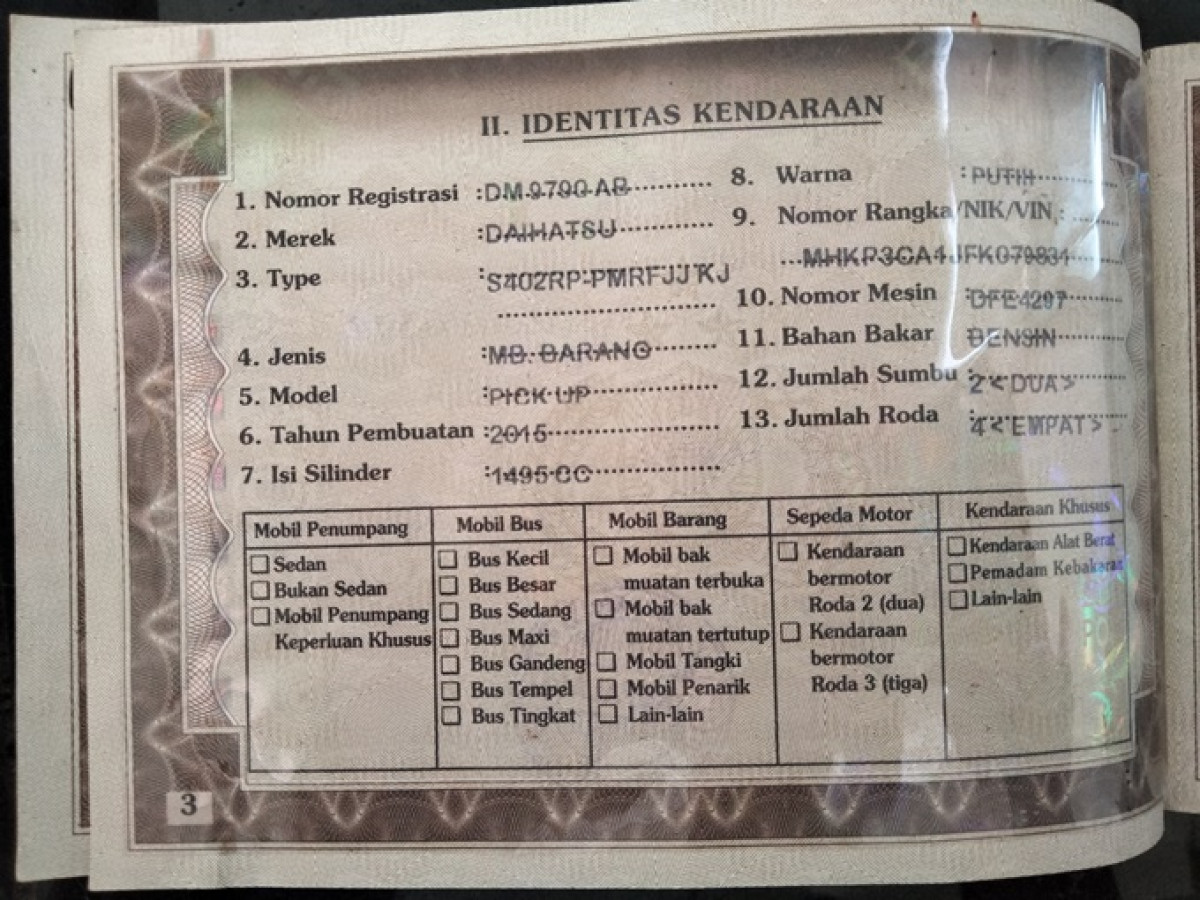 II. IDENTITAS KENDARAAN
1. Nomor Registrasi : DM 9790 AB
2. Merek : DAIHATSU
3. Type : S402RP-PMRFJJ KJ
4. Jenis : MB. BARANG
5. Model : PICK UP
6. Tahun Pembuatan : 2015
7. Isi Silinder : 1495 CC
8. Warna : PUTIH
9. Nomor Rangka/NIK/VIN :
MHKP3CA1JFK079831
10. Nomor Mesin : DFE4297
11. Bahan Bakar : BENSIN
12. Jumlah Sumbu : 2 < DUA >
13. Jumlah Roda : 4 < EMPAT >
Mobil Penumpang
Sedan
Bukan Sedan
Mobil Penumpang
Keperluan Khusus
Mobil Bus
Bus Kecil
Bus Besar
Bus Sedang
Bus Maxi
Bus Gandeng
Bus Tempel
Bus Tingkat
Mobil Barang
Mobil bak
muatan terbuka
Mobil bak
muatan tertutup
Mobil Tangki
Mobil Penarik
Lain-lain
Sepeda Motor
Kendaraan
bermotor
Roda 2 (dua)
Kendaraan
bermotor
Roda 3 (tiga)
Kendaraan Khusus
Kendaraan Alat Berat
Pemadam Kebakaran
Lain-lain
3